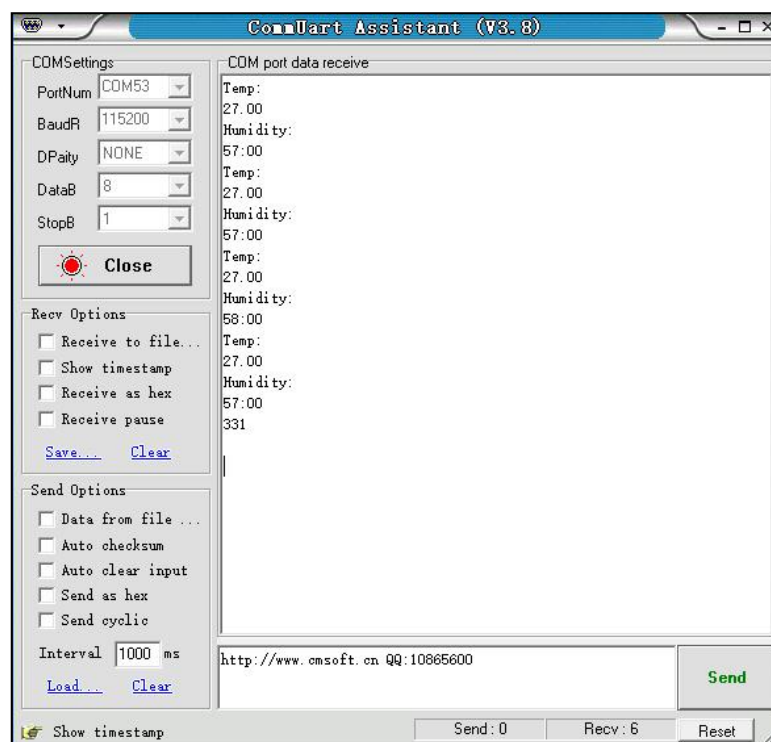 CommUart Assistant (V3.8)
COMSettings
PortNum COM53
BaudR 115200
DPaity NONE
DataB 8
StopB 1
Close
Recv Options
Receive to file...
Show timestamp
Receive as hex
Receive pause
Save... Clear
Send Options
Data from file ...
Auto checksum
Auto clear input
Send as hex
Send cyclic
Interval 1000 ms
Load... Clear
COM port data receive
Temp:
27.00
Humidity:
57:00
Temp:
27.00
Humidity:
57:00
Temp:
27.00
Humidity:
58:00
Temp:
27.00
Humidity:
57:00
331
http://www.cmsoft.cn QQ:10865600
Send
Show timestamp
Send:0
Recv:6
Reset